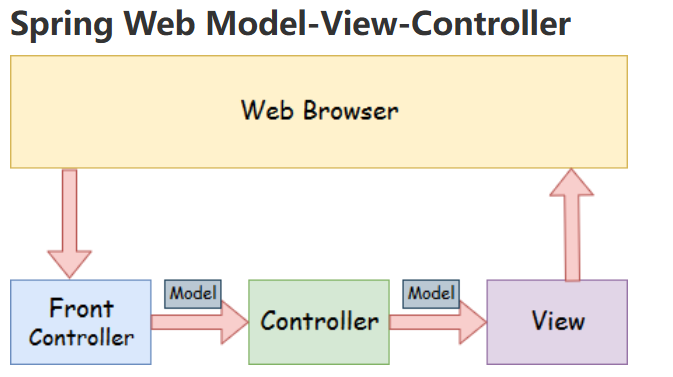 Spring Web Model-View-Controller
Web Browser
Front
Controller
Model
Controller
Model
View